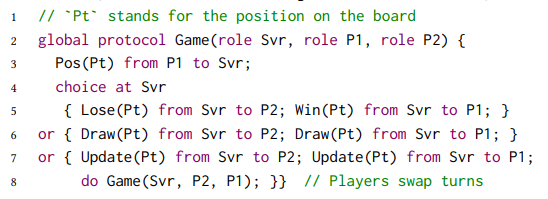 1 // `Pt` stands for the position on the board
2 global protocol Game(role Svr, role P1, role P2) {
3 Pos(Pt) from P1 to Svr;
4 choice at Svr
5 { Lose(Pt) from Svr to P2; Win(Pt) from Svr to P1; }
6 or { Draw(Pt) from Svr to P2; Draw(Pt) from Svr to P1; }
7 or { Update(Pt) from Svr to P2; Update(Pt) from Svr to P1;
8 do Game(Svr, P2, P1); }} // Players swap turns